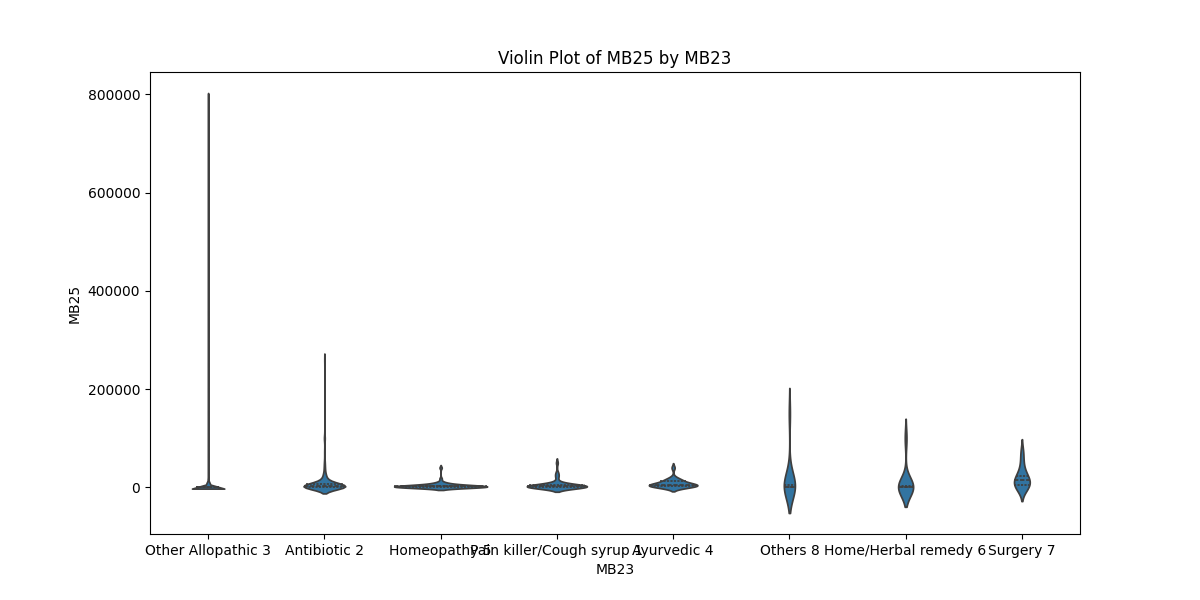 Violin Plot of MB25 by MB23
800000
600000
400000
200000
0
MB25
Other Allopathic 3
Antibiotic 2
Homeopathy 5
Pain killer/Cough syrup 1
Ayurvedic 4
Others 8
Home/Herbal remedy 6
Surgery 7
MB23